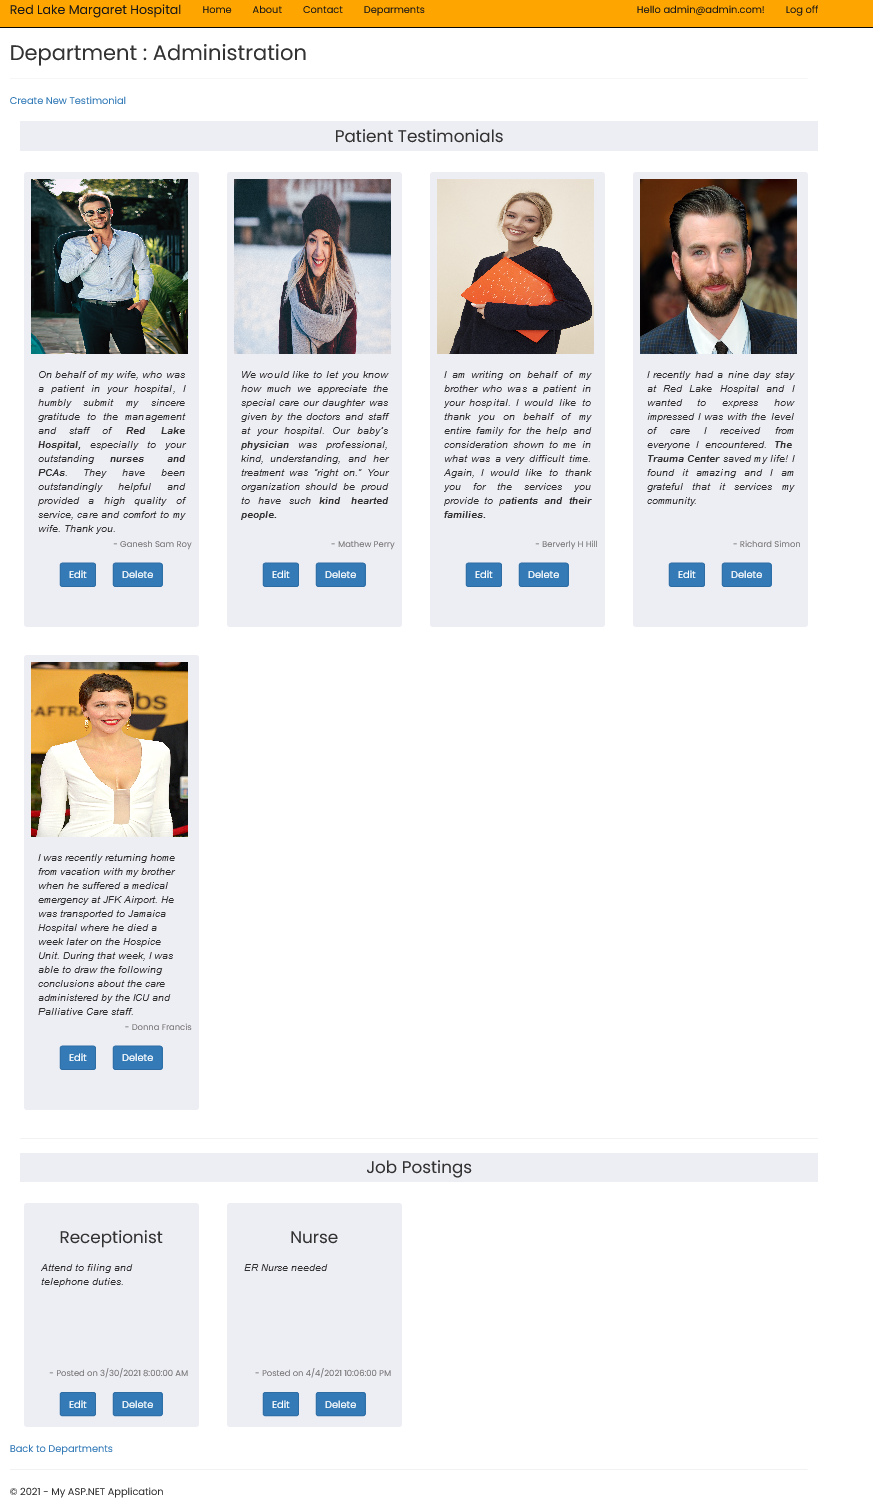 Red Lake Margaret Hospital Home About Contact Deparments Hello admin@admin.com! Log off
Department : Administration
Create New Testimonial
Patient Testimonials
On behalf of my wife, who was
a patient in your hospital, I
humbly submit my sincere
gratitude to the management
and staff of Red Lake
Hospital, especially to your
outstanding nurses and
PCAs. They have been
outstandingly helpful and
provided a high quality of
service, care and comfort to my
wife. Thank you.
- Ganesh Sam Roy
Edit Delete
We would like to let you know
how much we appreciate the
special care our daughter was
given by the doctors and staff
at your hospital. Our baby's
physician was professional,
kind, understanding, and her
treatment was "right on." Your
organization should be proud
to have such kind hearted
people.
- Mathew Perry
Edit Delete
I am writing on behalf of my
brother who was a patient in
your hospital. I would like to
thank you on behalf of my
entire family for the help and
consideration shown to me in
what was a very difficult time.
Again, I would like to thank
you for the services you
provide to patients and their
families.
- Berverly H Hill
Edit Delete
I recently had a nine day stay
at Red Lake Hospital and I
wanted to express how
impressed I was with the level
of care I received from
everyone I encountered. The
Trauma Center saved my life! I
found it amazing and I am
grateful that it services my
community.
- Richard Simon
Edit Delete
AFTRA
bs
I was recently returning home
from vacation with my brother
when he suffered a medical
emergency at JFK Airport. He
was transported to Jamaica
Hospital where he died a
week later on the Hospice
Unit. During that week, I was
able to draw the following
conclusions about the care
administered by the ICU and
Palliative Care staff.
- Donna Francis
Edit Delete
Job Postings
Receptionist
Attend to filing and
telephone duties.
- Posted on 3/30/2021 8:00:00 AM
Edit Delete
Nurse
ER Nurse needed
- Posted on 4/4/2021 10:06:00 PM
Edit Delete
Back to Departments
© 2021 - My ASP.NET Application